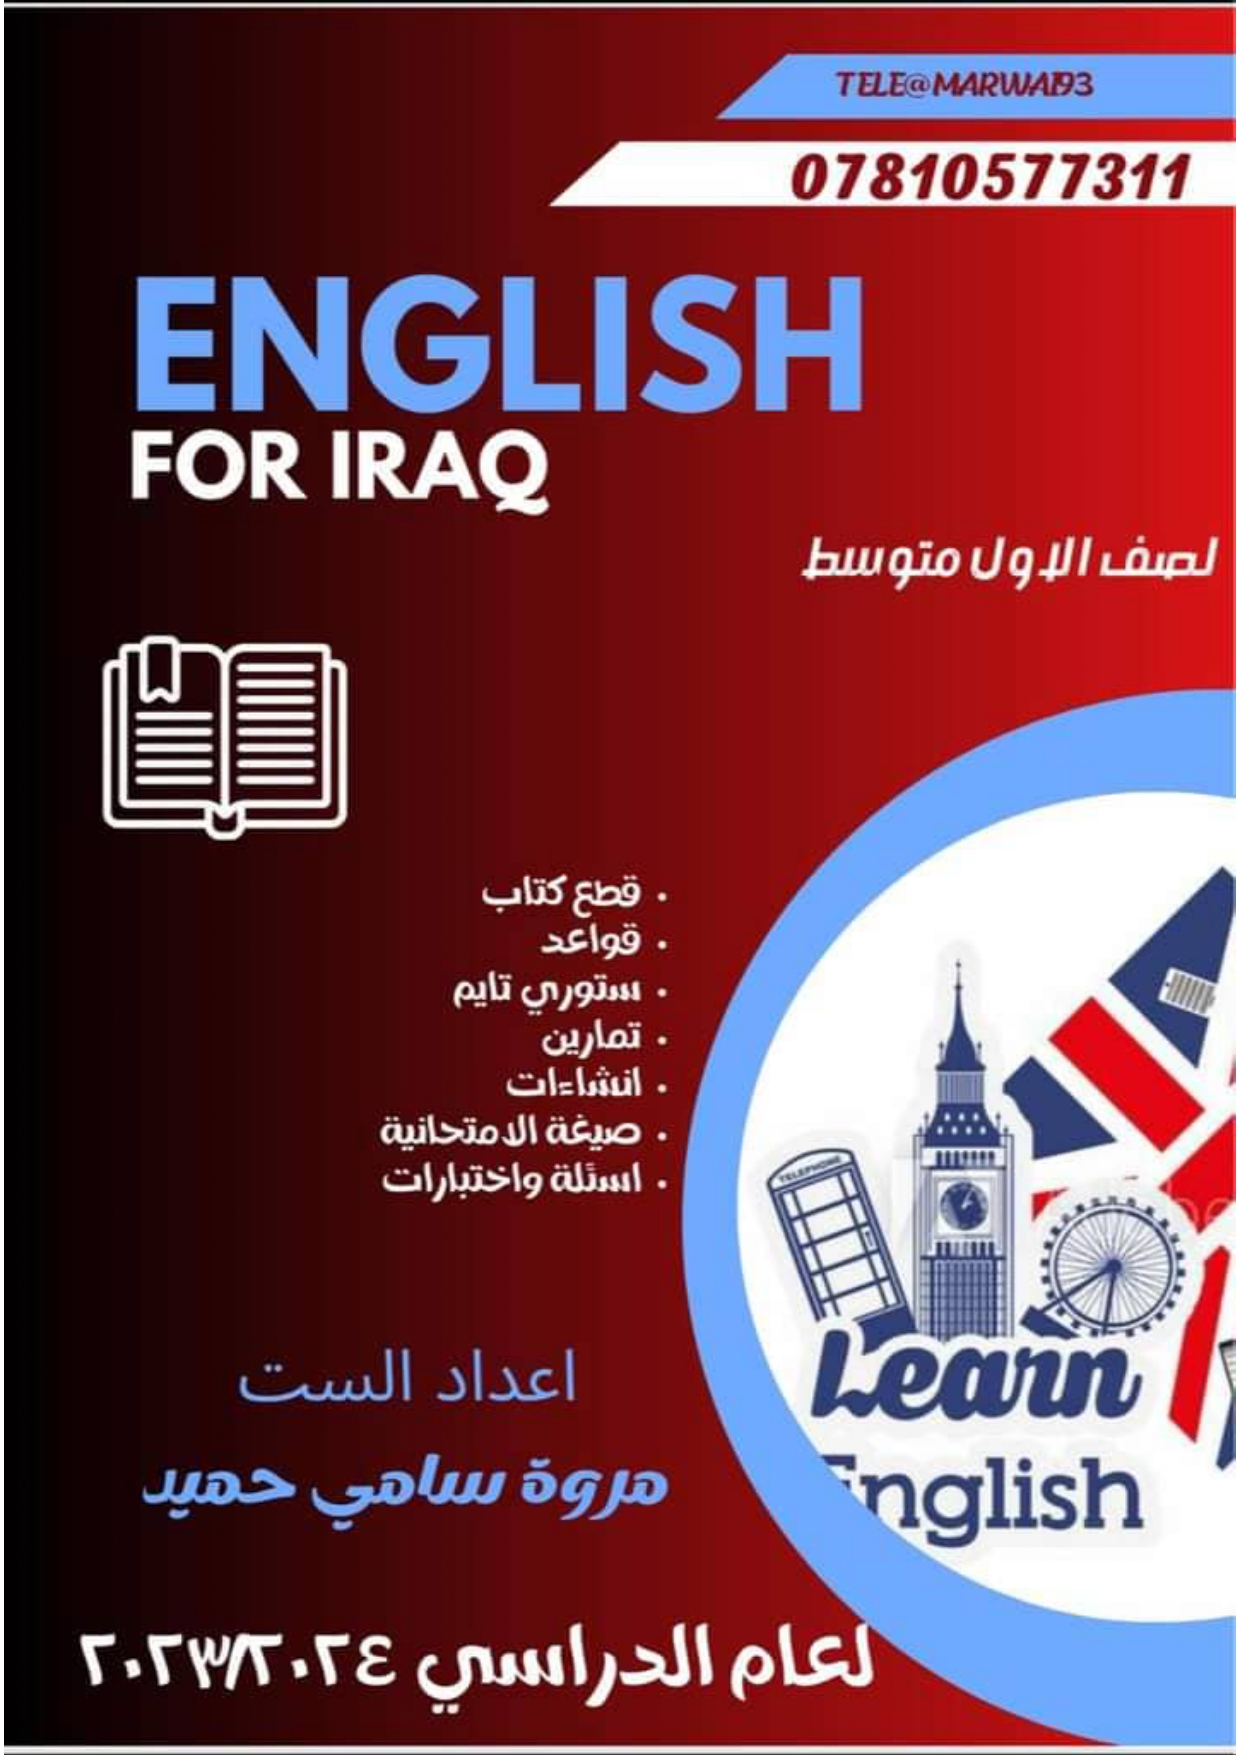 TELE@MARWA193
07810577311
ENGLISH
FOR IRAQ
لصف الاول متوسط
• قطع كتاب
• قواعد
• ستوري تايم
• تمارين
• انشاءات
• صيغة الامتحانية
• اسئلة واختبارات
TELEPHONE
Learn
English
اعداد الست
مروة سامي حميد
لعام الدراسي ٢٠٢٣/٢٠٢٤